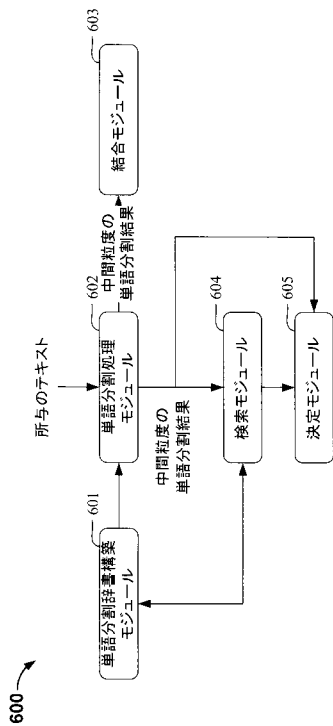 600
所与のテキスト
601
単語分割辞書構築
モジュール
602
単語分割処理
モジュール
中間粒度の
単語分割結果
603
結合モジュール
中間粒度の
単語分割結果
604
検索モジュール
605
決定モジュール